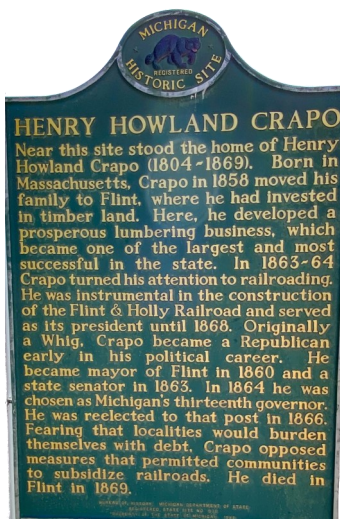 MICHIGAN
REGISTERED
HISTORIC SITE
HENRY HOWLAND CRAPO
Near this site stood the home of Henry
Howland Crapo (1804~1869). Born in
Massachusetts, Crapo in 1858 moved his
family to Flint, where he had invested
in timber land. Here, he developed a
prosperous lumbering business, which
became one of the largest and most
successful in the state. In 1863~64
Crapo turned his attention to railroading.
He was instrumental in the construction
of the Flint & Holly Railroad and served
as its president until 1868. Originally
a Whig, Crapo became a Republican
early in his political career. He
became mayor of Flint in 1860 and a
state senator in 1863. In 1864 he was
chosen as Michigan's thirteenth governor.
He was reelected to that post in 1866.
Fearing that localities would burden
themselves with debt, Crapo opposed
measures that permitted communities
to subsidize railroads. He died in
Flint in 1869.
MICHIGAN DEPARTMENT OF STATE